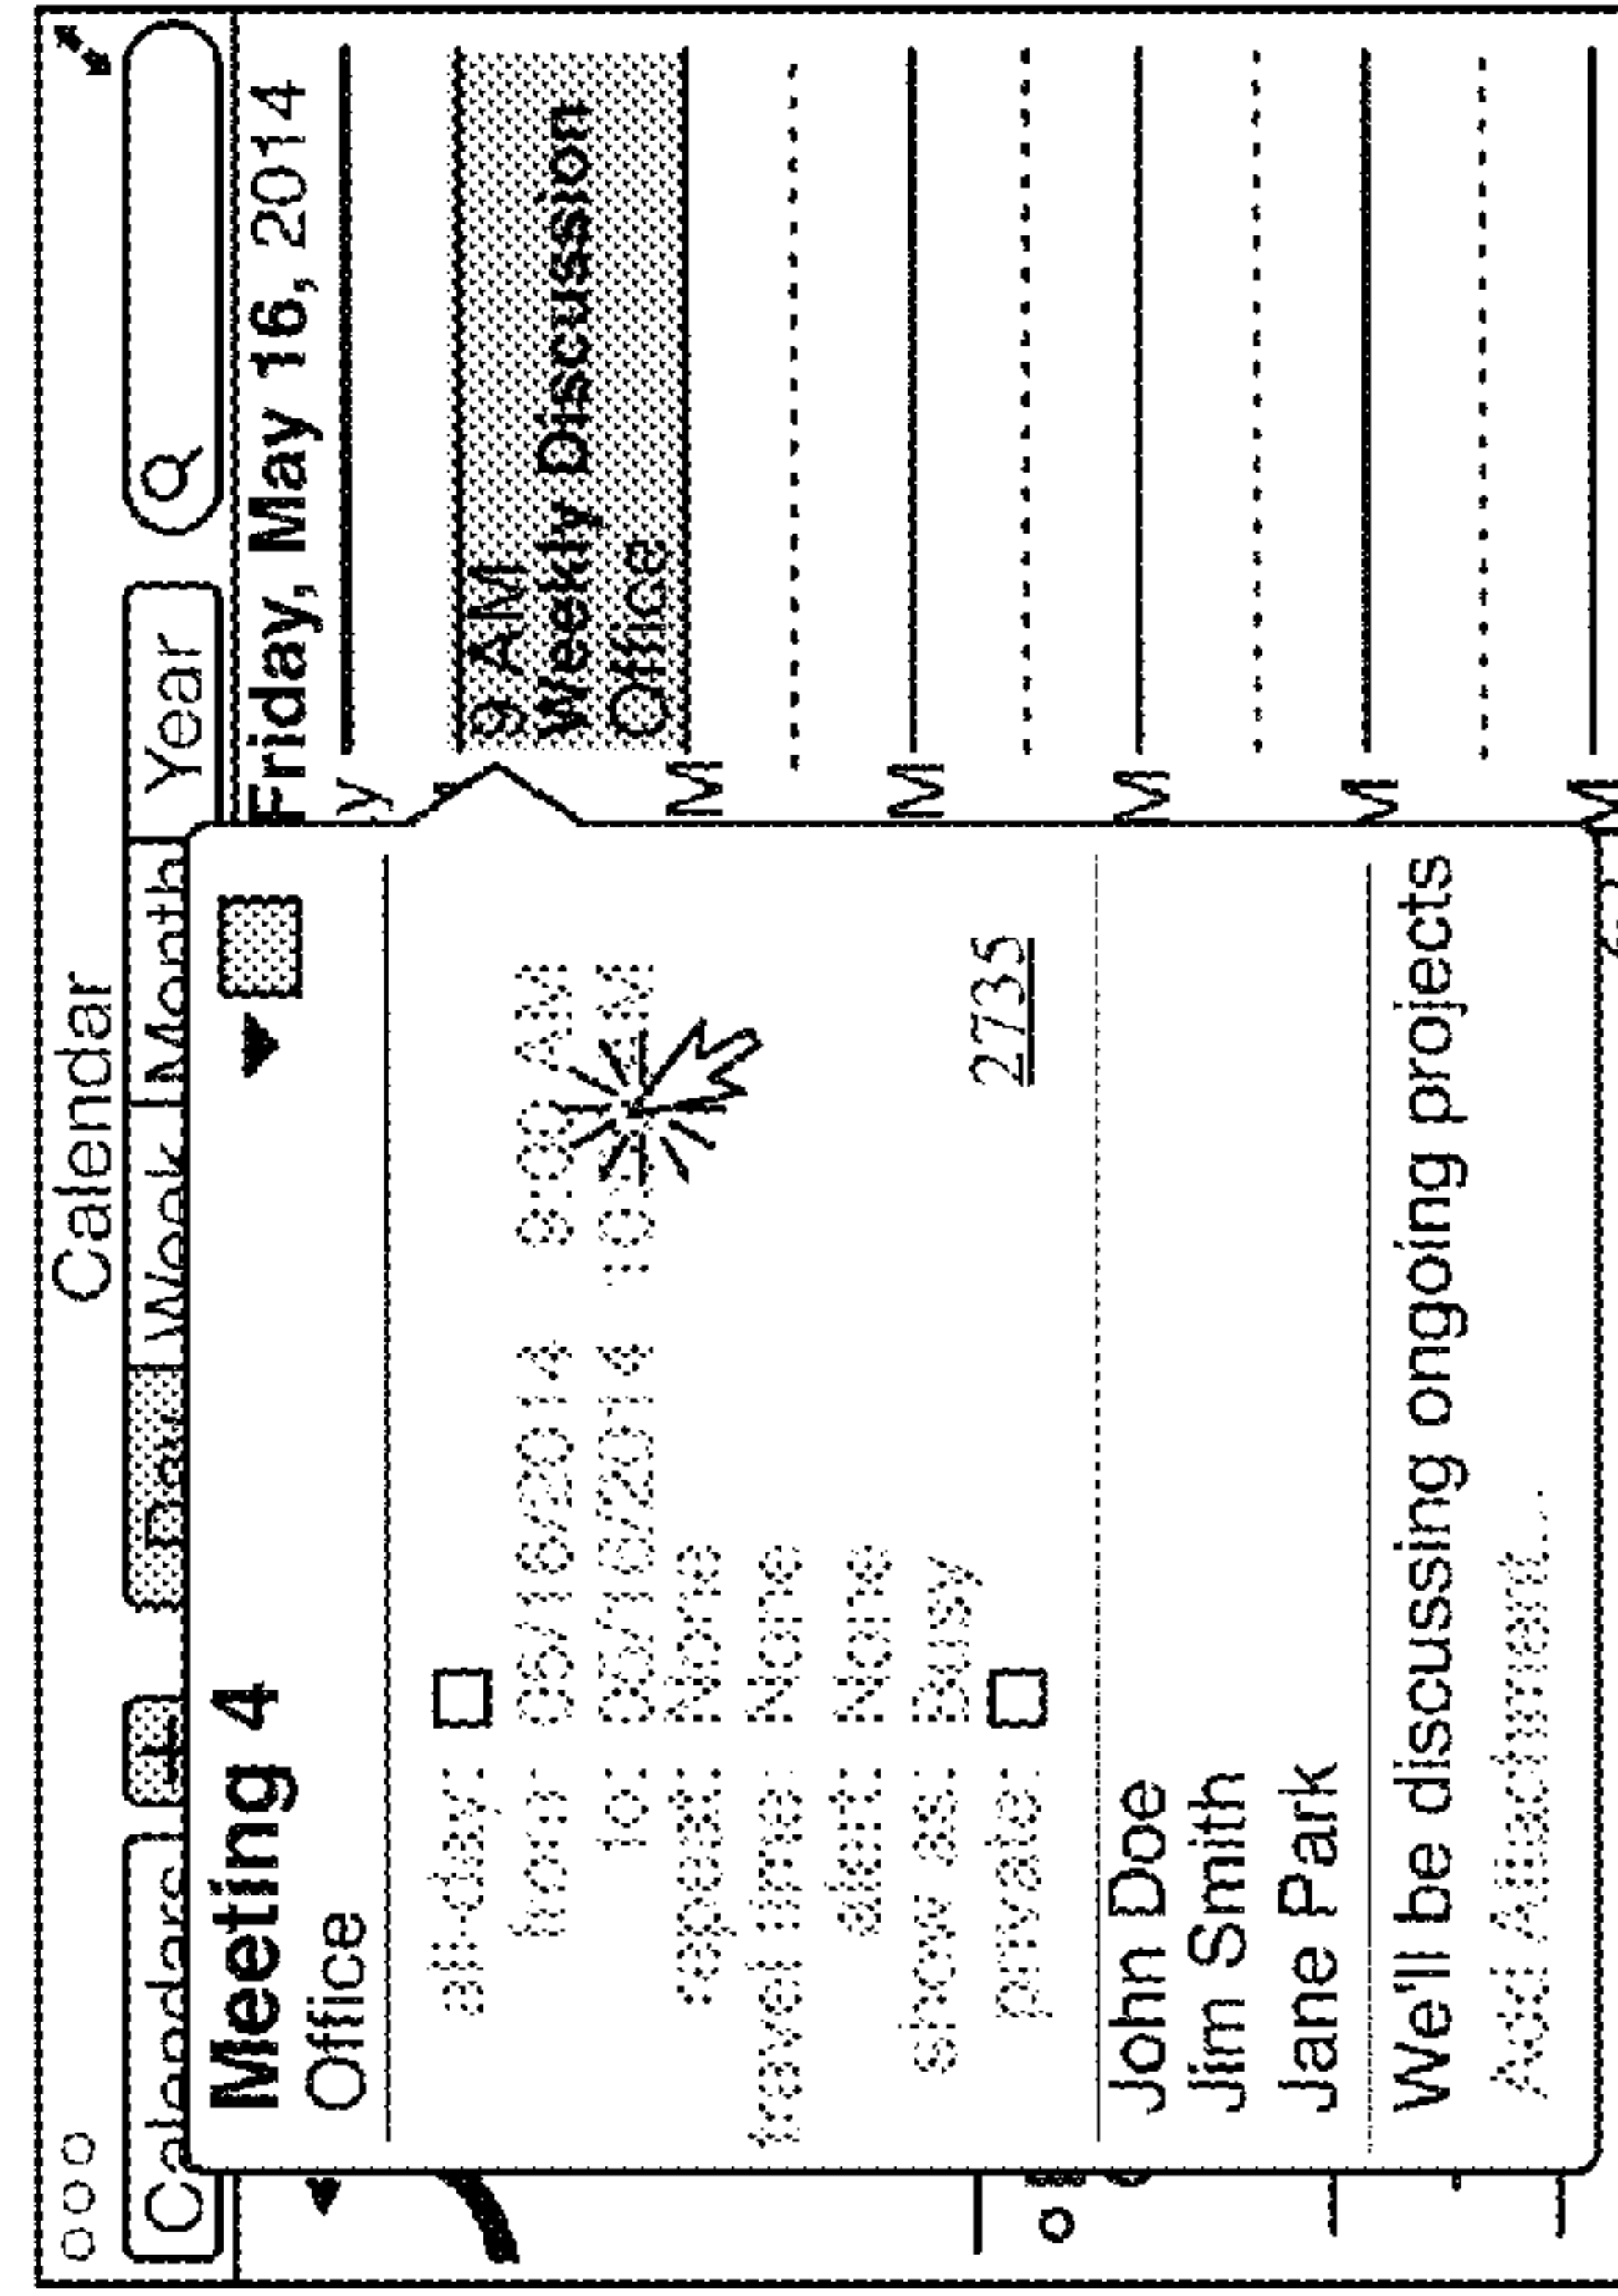 Calendar
Calendars + Day Week Month Year
Friday, May 16, 2014
Meeting 4
Office
all-day:
from: 05/16/2014 9:00 AM
to: 05/16/2014 AM
repeat: None
travel time: None
alert: None
show as: Busy
private:
2735
John Doe
Jim Smith
Jane Park
We'll be discussing ongoing projects
Add Attachment...
y
9 AM
Weekly Discussion
Office
M
M
M
M
M